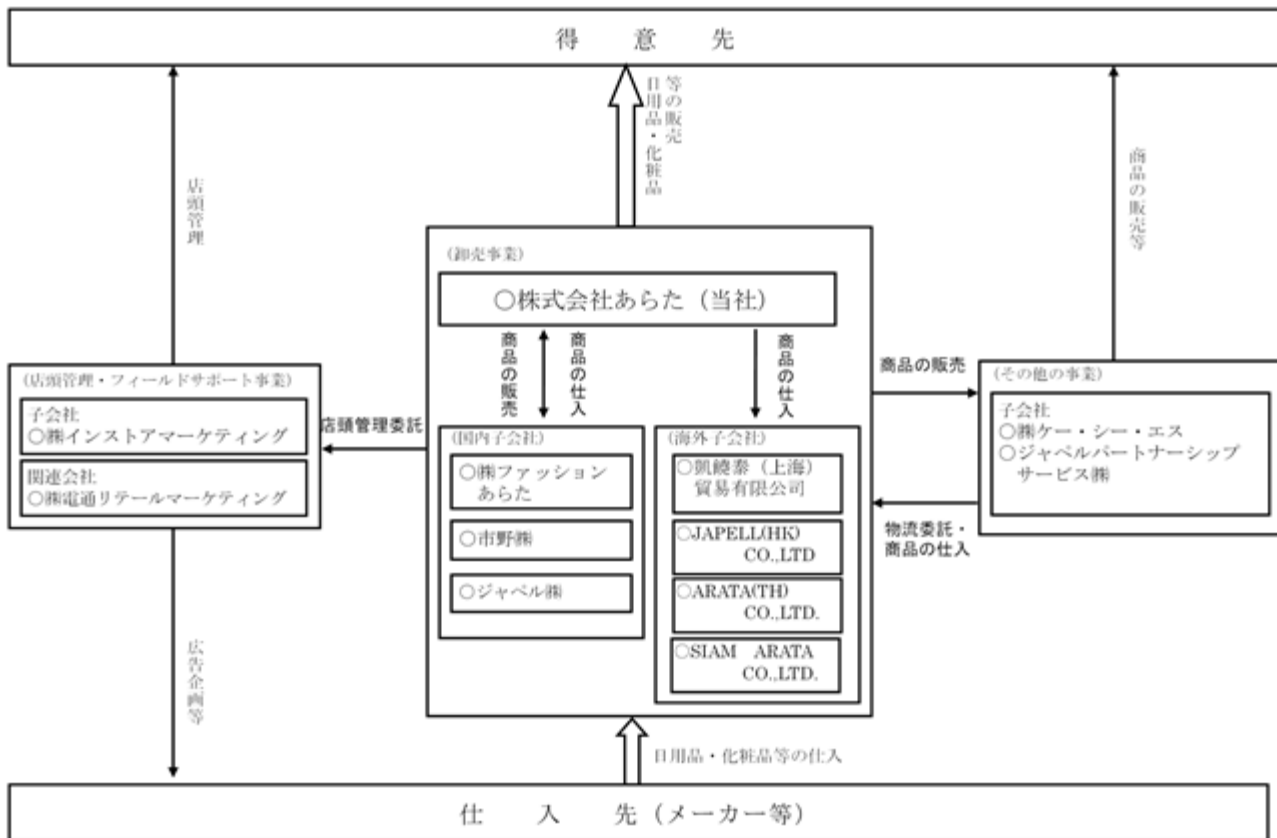 得 意 先
日用品・化粧品
等の販売
店頭管理
商品の販売等
(卸売事業)
○株式会社あらた（当社）
商品の販売
商品の仕入
商品の仕入
(店頭管理・フィールドサポート事業)
子会社
○㈱インストアマーケティング
関連会社
○㈱電通リテールマーケティング
店頭管理委託
(国内子会社)
○㈱ファッション
あらた
○市野㈱
○ジャペル㈱
(海外子会社)
○凱饒泰（上海）
貿易有限公司
○JAPELL(HK)
CO.,LTD
○ARATA(TH)
CO.,LTD.
○SIAM ARATA
CO.,LTD.
商品の販売
物流委託・
商品の仕入
(その他の事業)
子会社
○㈱ケー・シー・エス
○ジャペルパートナーシップ
サービス㈱
広告企画等
日用品・化粧品等の仕入
仕 入 先（メーカー等）